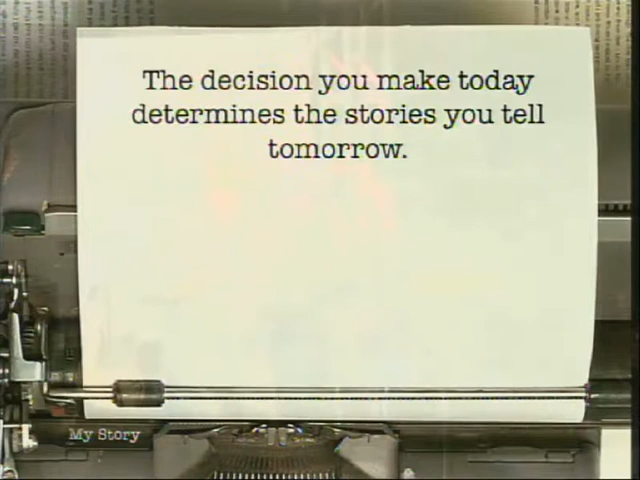 The decision you make today
determines the stories you tell
tomorrow.
My Story